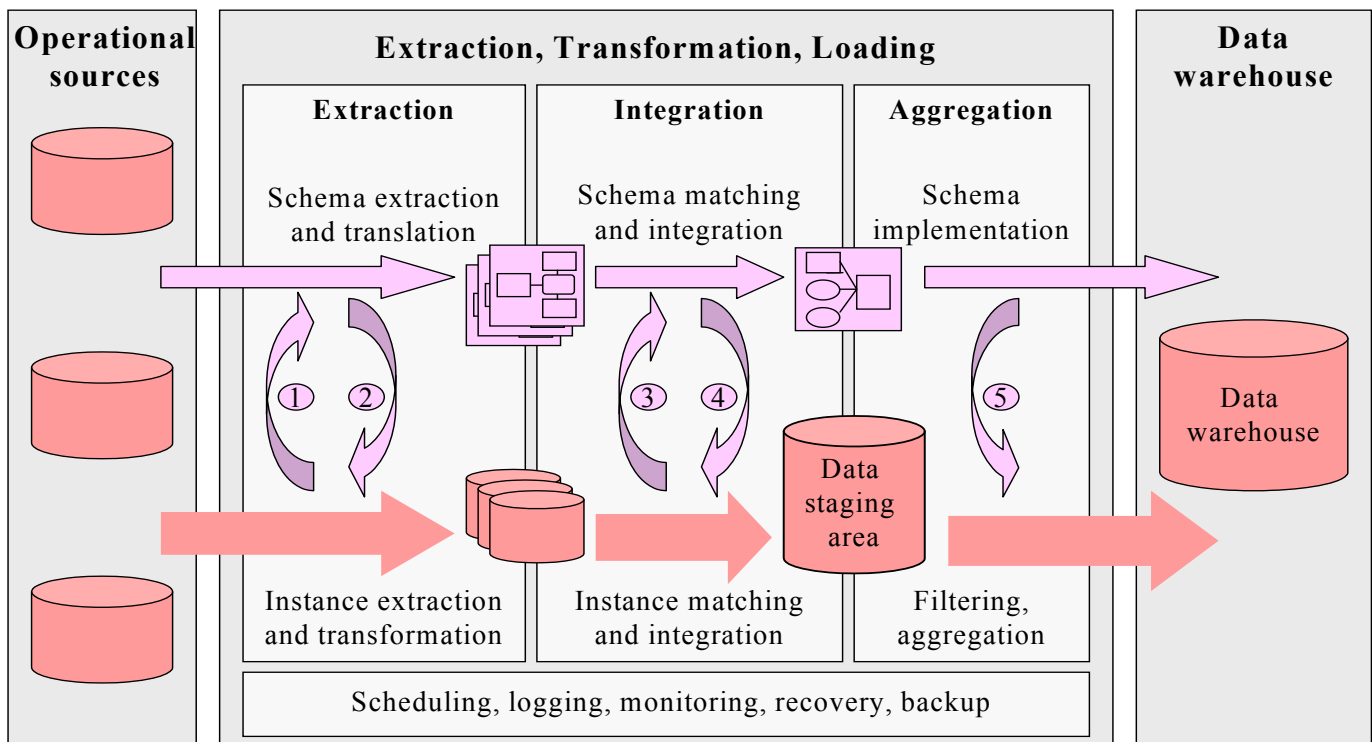 Operational
sources
Extraction, Transformation, Loading
Data
warehouse
Extraction
Integration
Aggregation
Schema extraction
and translation
Schema matching
and integration
Schema
implementation
1
2
3
4
5
Data
staging
area
Data
warehouse
Instance extraction
and transformation
Instance matching
and integration
Filtering,
aggregation
Scheduling, logging, monitoring, recovery, backup